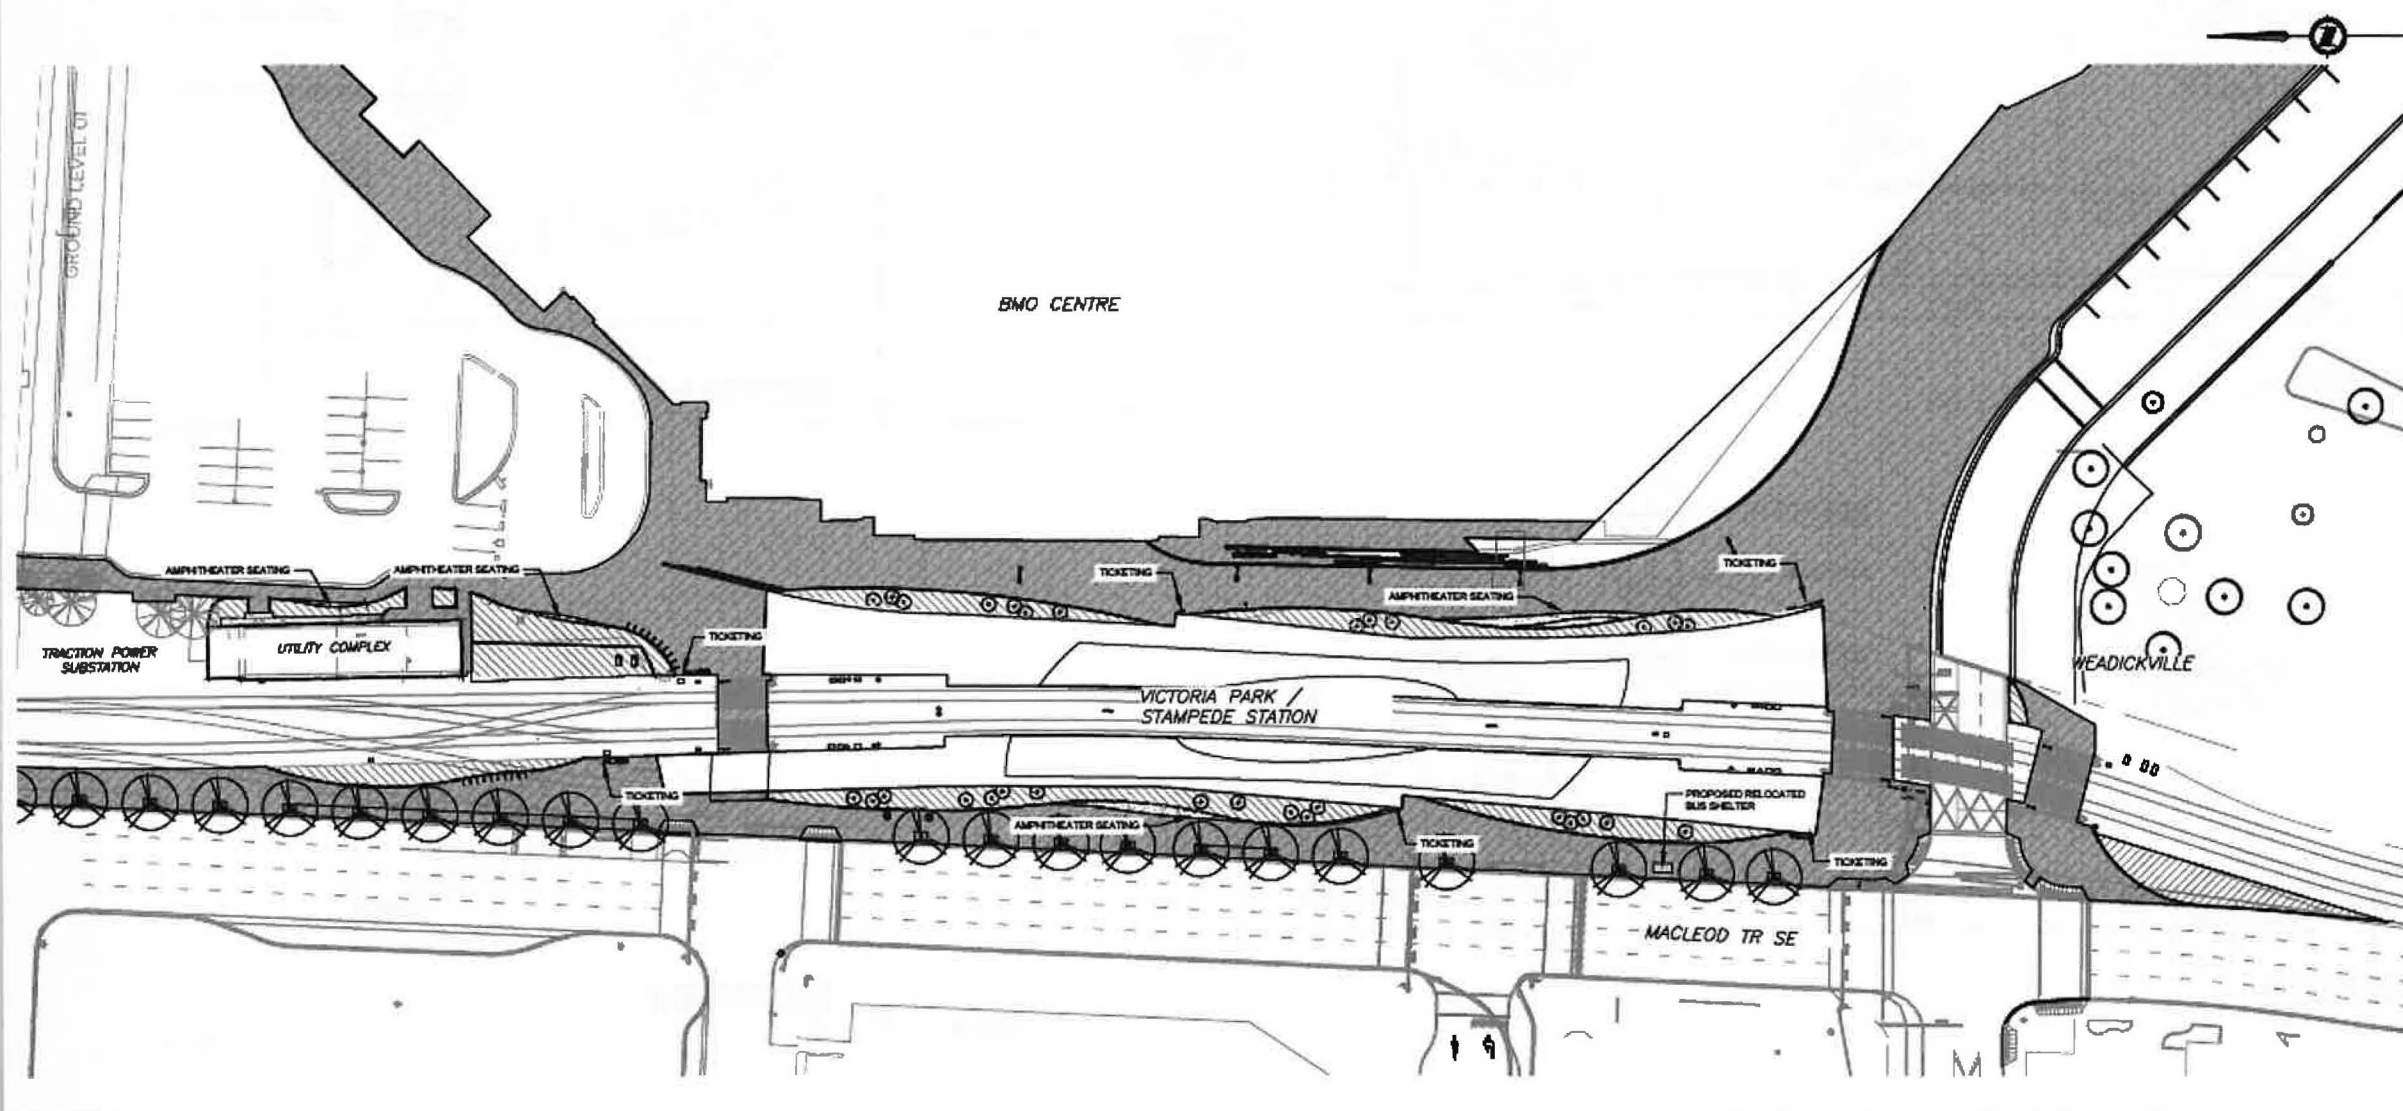 GROUND LEVEL 01
BMO CENTRE
AMPHITHEATER SEATING
AMPHITHEATER SEATING
TICKETING
TICKETING
AMPHITHEATER SEATING
TICKETING
UTILITY COMPLEX
TRACTION POWER
SUBSTATION
WEADICKVILLE
VICTORIA PARK /
STAMPEDE STATION
TICKETING
AMPHITHEATER SEATING
PROPOSED RELOCATED
BUS SHELTER
TICKETING
TICKETING
MACLEOD TR SE
M